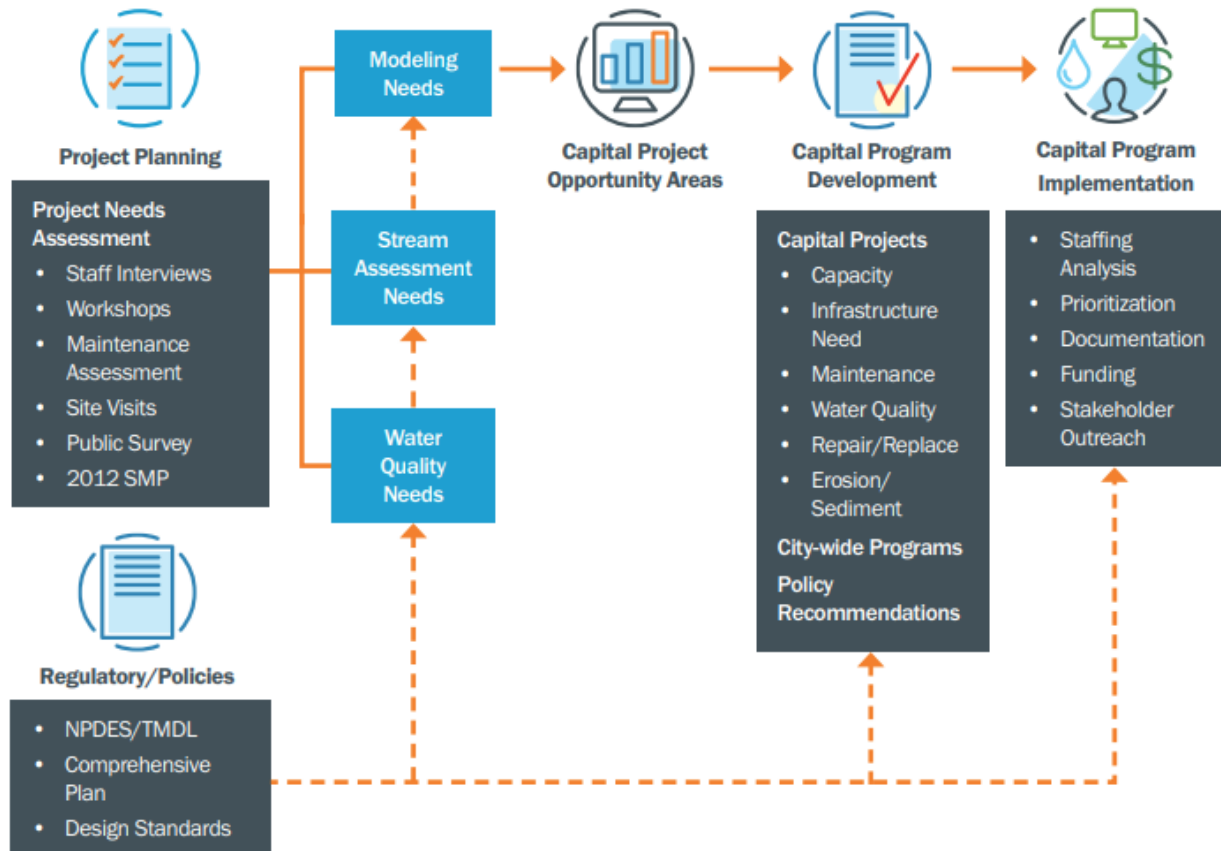 Project Planning
Project Needs
Assessment
• Staff Interviews
• Workshops
• Maintenance
Assessment
• Site Visits
• Public Survey
• 2012 SMP
Regulatory/Policies
• NPDES/TMDL
• Comprehensive
Plan
• Design Standards
Modeling
Needs
Stream
Assessment
Needs
Water
Quality
Needs
Capital Project
Opportunity Areas
Capital Program
Development
Capital Projects
• Capacity
• Infrastructure
Need
• Maintenance
• Water Quality
• Repair/Replace
• Erosion/
Sediment
City-wide Programs
Policy
Recommendations
Capital Program
Implementation
• Staffing
Analysis
• Prioritization
• Documentation
• Funding
• Stakeholder
Outreach